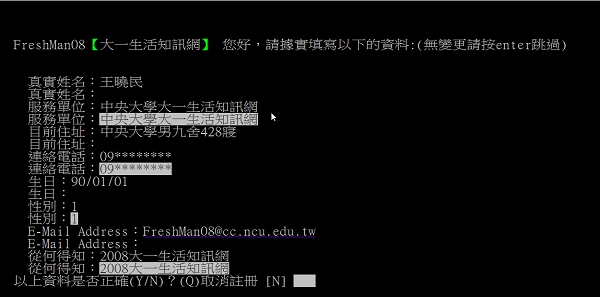 FreshMan08【大一生活知訊網】 您好，請據實填寫以下的資料:(無變更請按enter跳過)
真實姓名：王曉民
真實姓名：
服務單位：中央大學大一生活知訊網
服務單位：中央大學大一生活知訊網
目前住址：中央大學男九舍428寢
目前住址：
連絡電話：09********
連絡電話：09********
生日：90/01/01
生日：
性別：1
性別：1
E-Mail Address：FreshMan08@cc.ncu.edu.tw
E-Mail Address：
從何得知：2008大一生活知訊網
從何得知：2008大一生活知訊網
以上資料是否正確(Y/N)？(Q)取消註冊 [N]